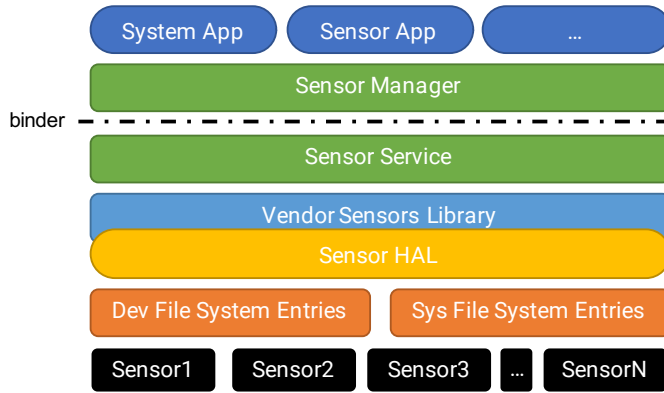 System App
Sensor App
...
Sensor Manager
binder
Sensor Service
Vendor Sensors Library
Sensor HAL
Dev File System Entries
Sys File System Entries
Sensor1
Sensor2
Sensor3
...
SensorN